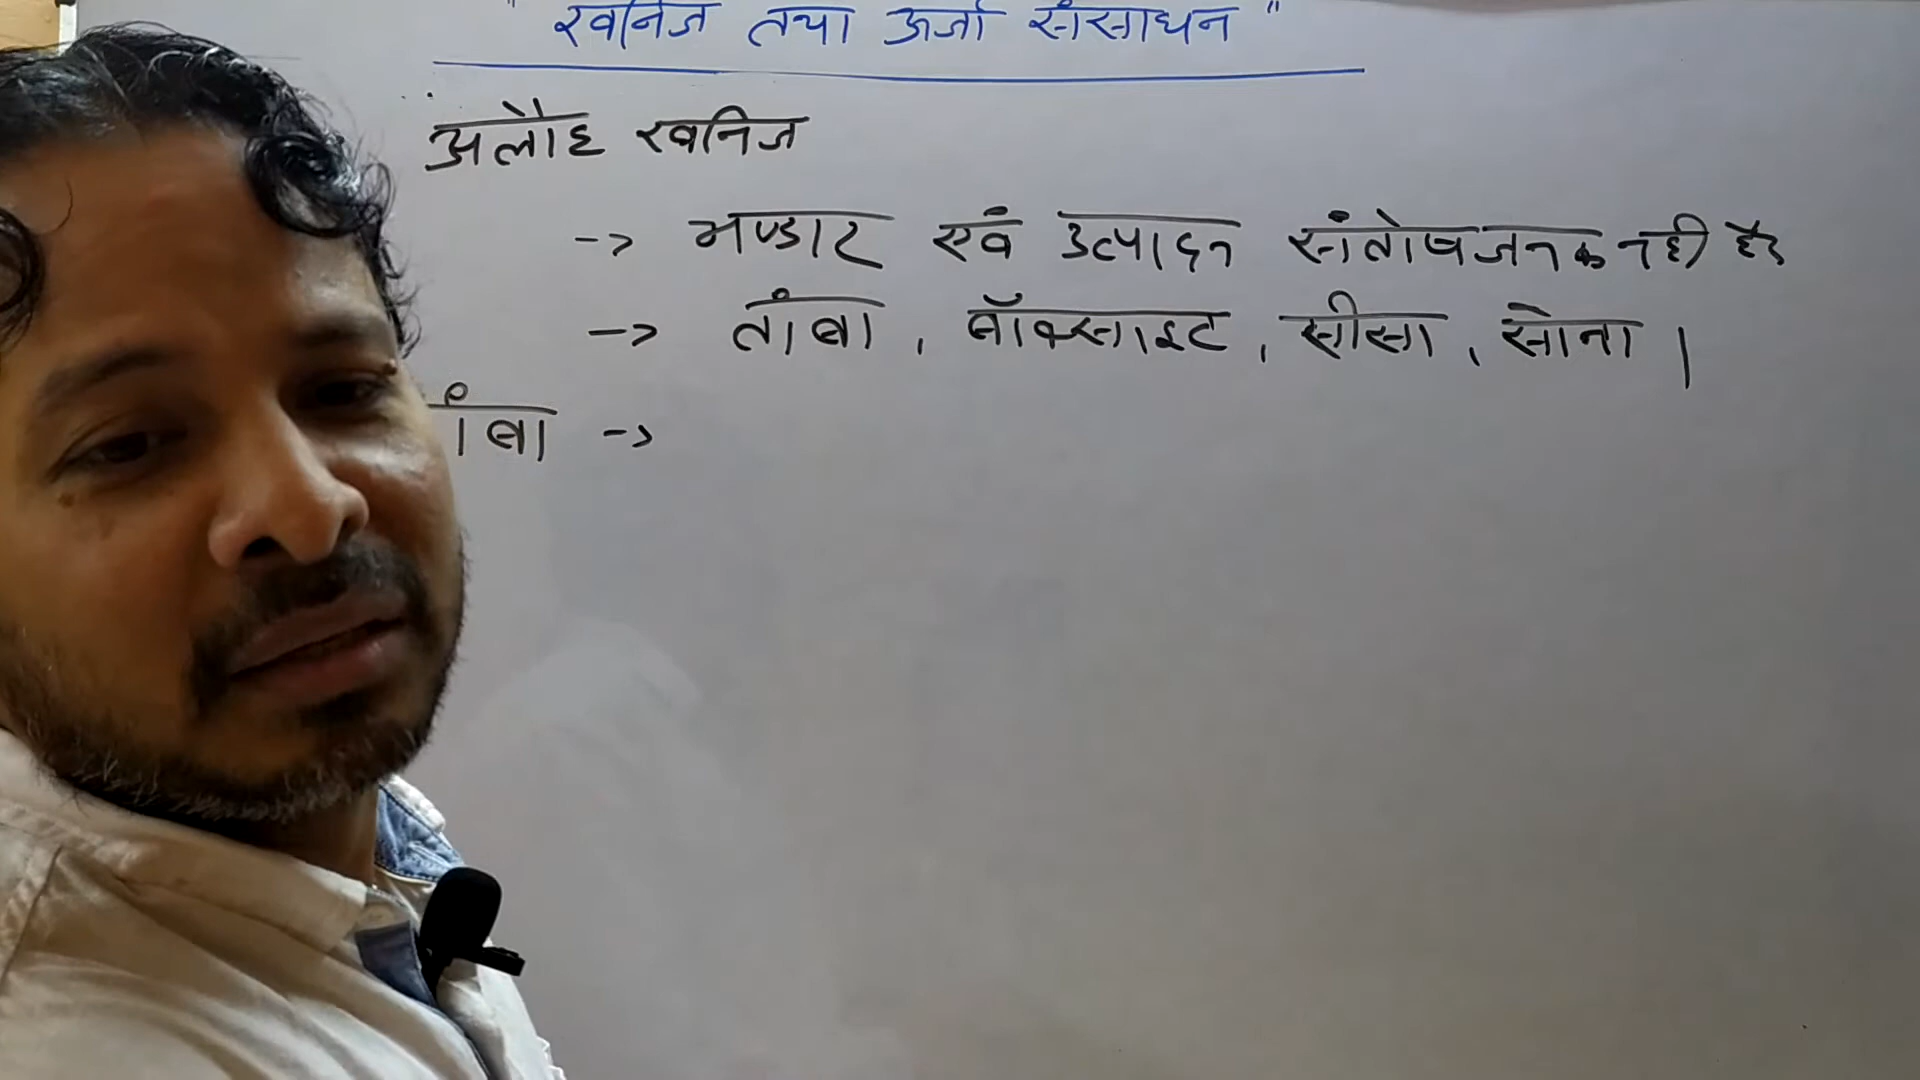 " खनिज तथा ऊर्जा संसाधन "
अलौह खनिज
-> भण्डार एवं उत्पादन संतोषजनक नही है
-> तांबा , बॉक्साइट , सीसा , सोना ।
ांबा ->